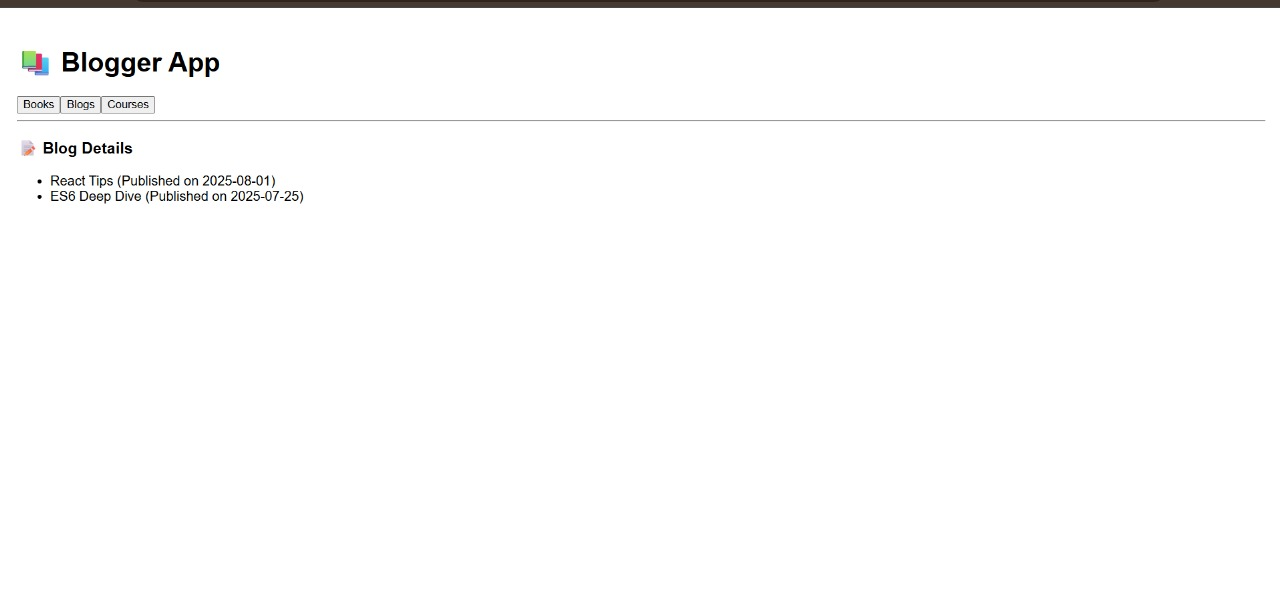 Blogger App
Books Blogs Courses
Blog Details
React Tips (Published on 2025-08-01)
ES6 Deep Dive (Published on 2025-07-25)